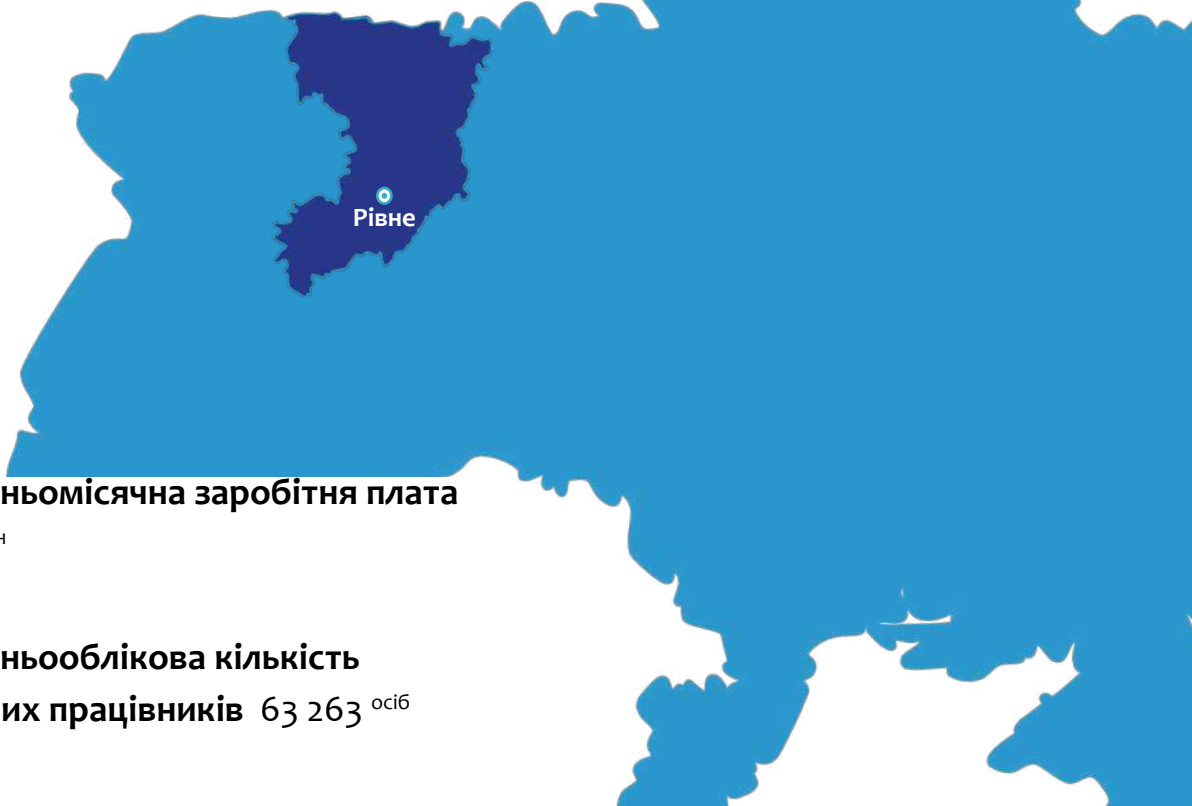 Рівне
ньомісячна заробітня плата
н
ньооблікова кількість
их працівників 63 263 осіб